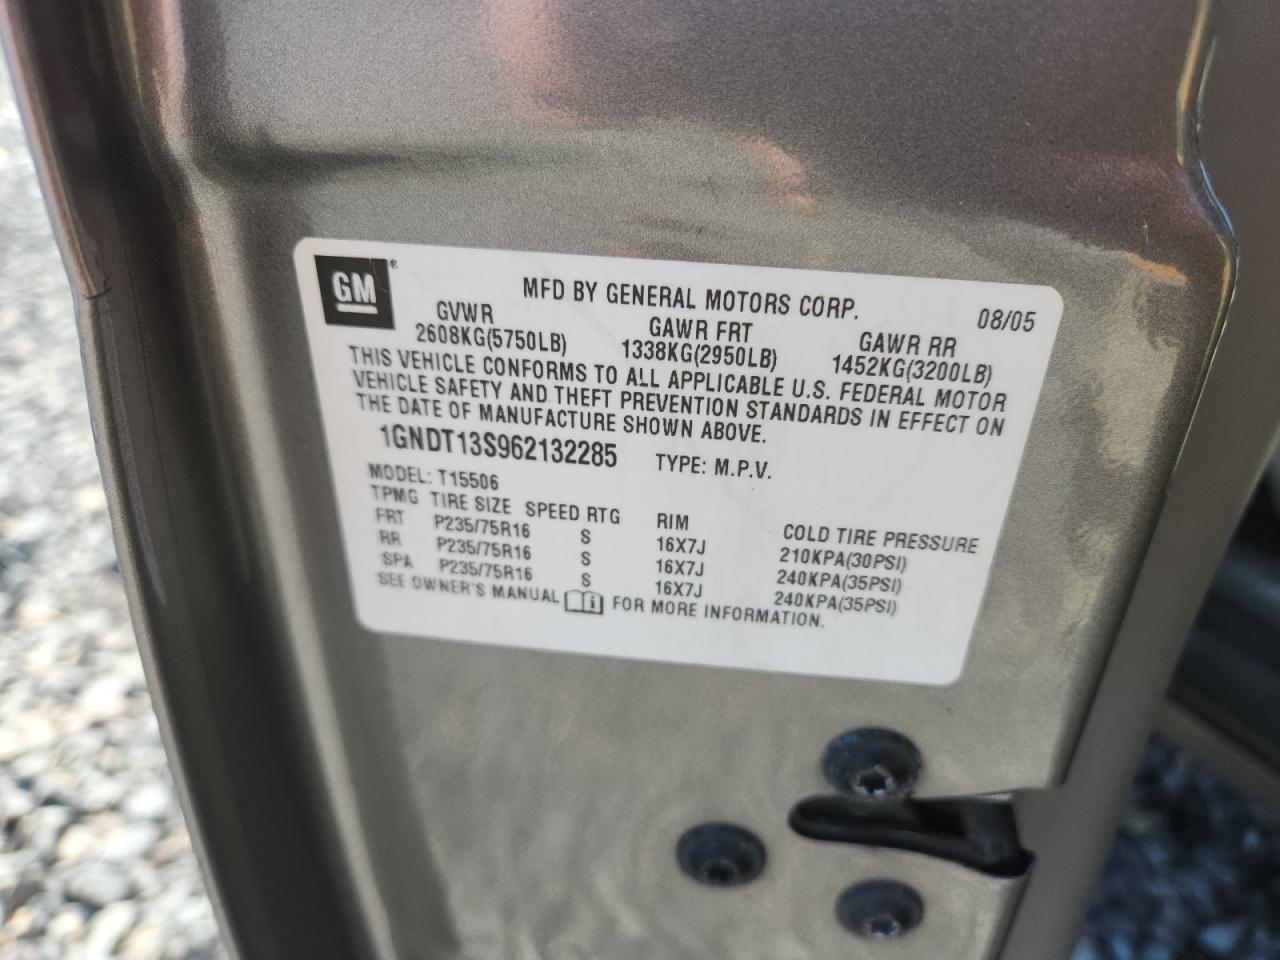 GM®
MFD BY GENERAL MOTORS CORP. 08/05
GVWR GAWR FRT GAWR RR
2608KG(5750LB) 1338KG(2950LB) 1452KG(3200LB)
THIS VEHICLE CONFORMS TO ALL APPLICABLE U.S. FEDERAL MOTOR
VEHICLE SAFETY AND THEFT PREVENTION STANDARDS IN EFFECT ON
THE DATE OF MANUFACTURE SHOWN ABOVE.
1GNDT13S962132285 TYPE: M.P.V.
MODEL: T15506
TPMG TIRE SIZE SPEED RTG RIM COLD TIRE PRESSURE
FRT P235/75R16 S 16X7J 210KPA(30PSI)
RR P235/75R16 S 16X7J 240KPA(35PSI)
SPA P235/75R16 S 16X7J 240KPA(35PSI)
SEE OWNER'S MANUAL FOR MORE INFORMATION.